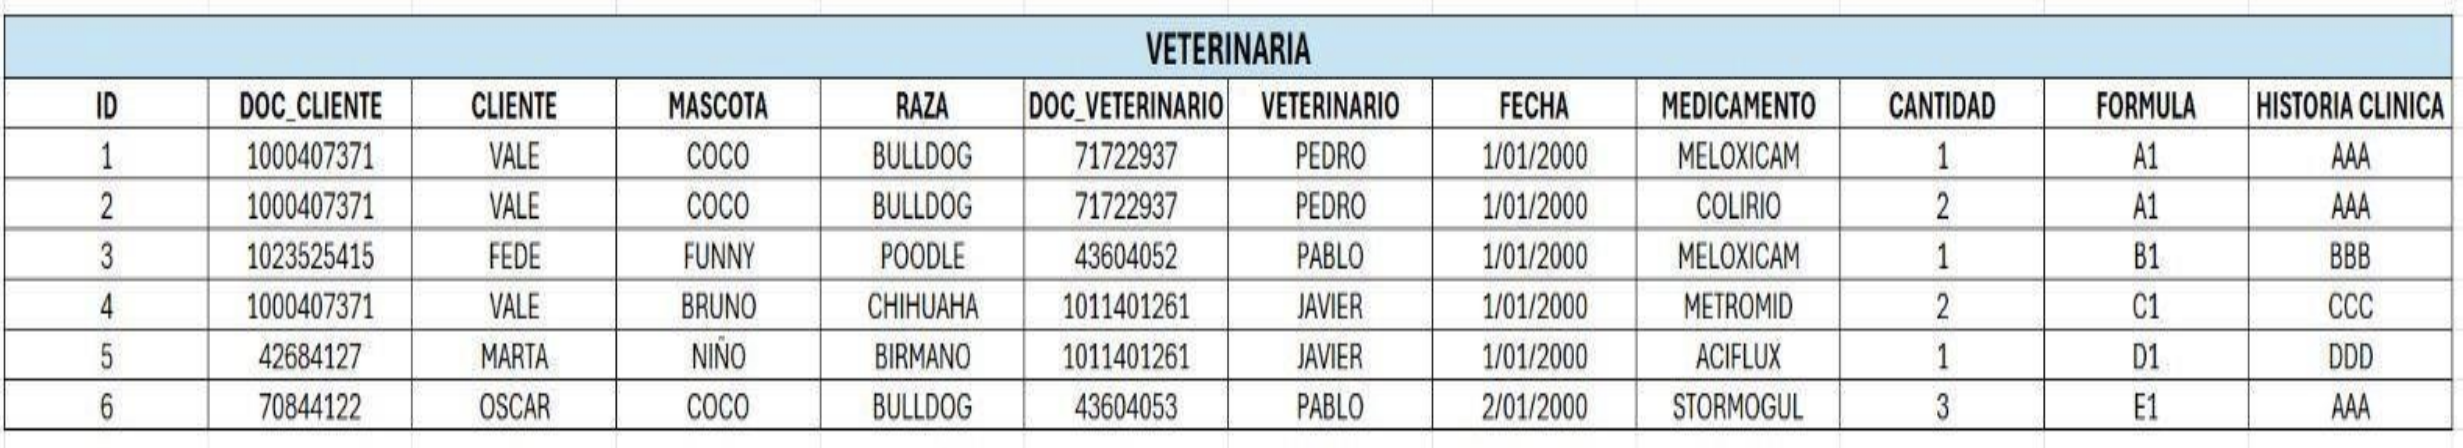 VETERINARIA
ID DOC_CLIENTE CLIENTE MASCOTA RAZA DOC_VETERINARIO VETERINARIO FECHA MEDICAMENTO CANTIDAD FORMULA HISTORIA CLINICA
1 1000407371 VALE COCO BULLDOG 71722937 PEDRO 1/01/2000 MELOXICAM 1 A1 AAA
2 1000407371 VALE COCO BULLDOG 71722937 PEDRO 1/01/2000 COLIRIO 2 A1 AAA
3 1023525415 FEDE FUNNY POODLE 43604052 PABLO 1/01/2000 MELOXICAM 1 B1 BBB
4 1000407371 VALE BRUNO CHIHUAHA 1011401261 JAVIER 1/01/2000 METROMID 2 C1 CCC
5 42684127 MARTA NIÑO BIRMANO 1011401261 JAVIER 1/01/2000 ACIFLUX 1 D1 DDD
6 70844122 OSCAR COCO BULLDOG 43604053 PABLO 2/01/2000 STORMOGUL 3 E1 AAA